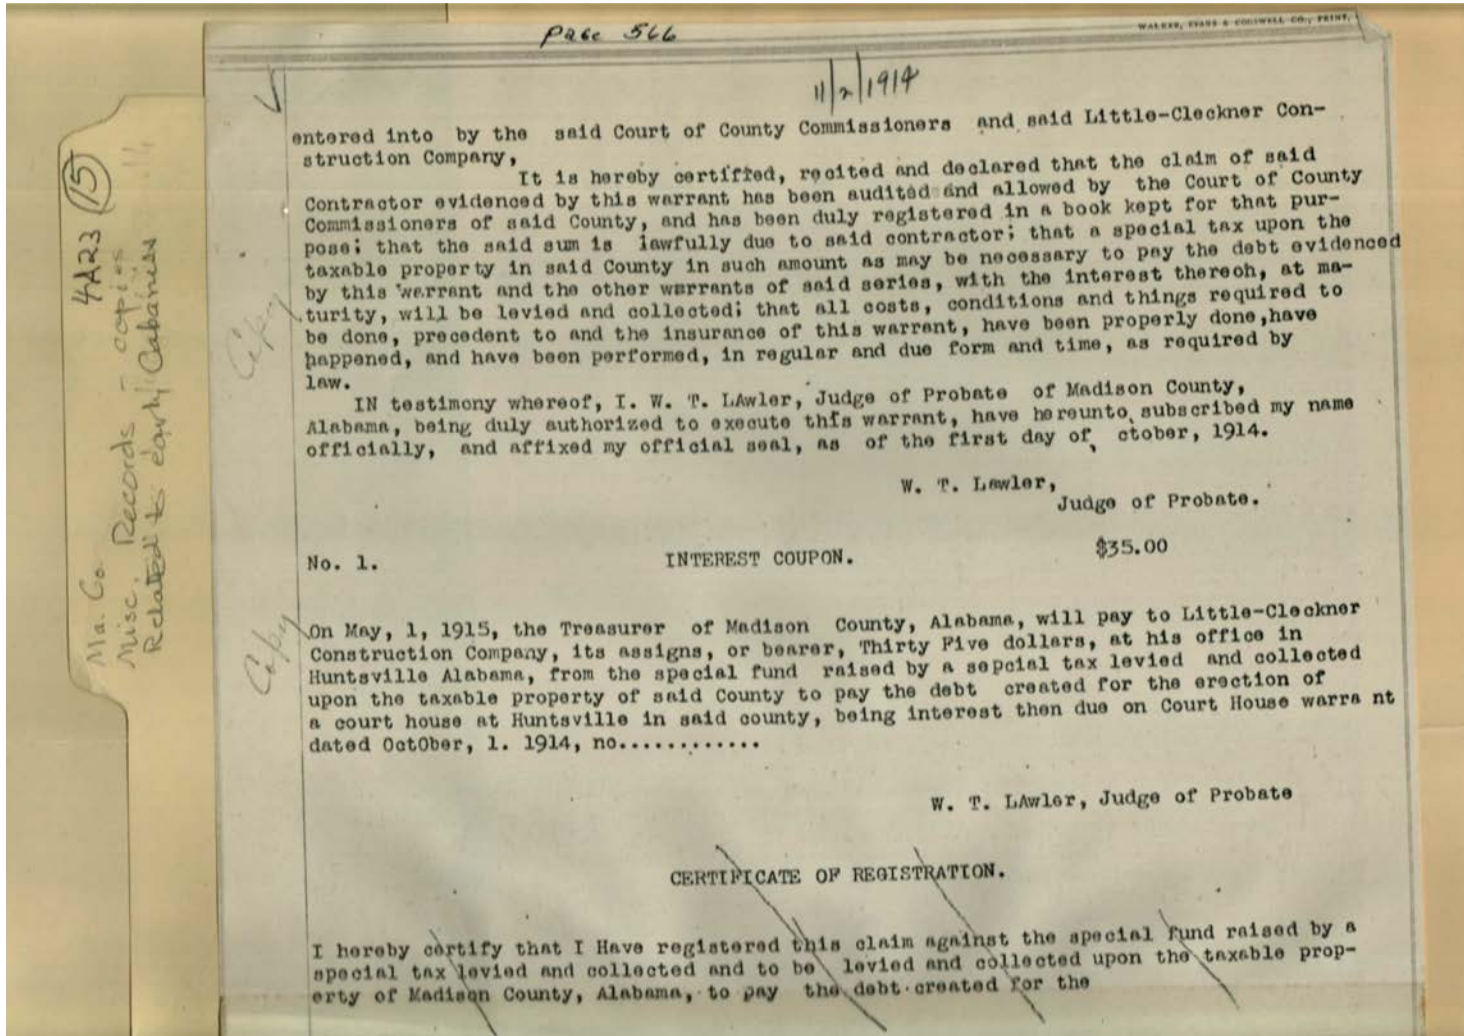 WALKER, EVANS & COGSWELL CO., PRINT.
Page 566
11/2/1914
entered into by the said Court of County Commissioners and said Little-Cleckner Con-
struction Company,
It is hereby certified, recited and declared that the claim of said
Contractor evidenced by this warrant has been audited and allowed by the Court of County
Commissioners of said County, and has been duly registered in a book kept for that pur-
pose; that the said sum is lawfully due to said contractor; that a special tax upon the
taxable property in said County in such amount as may be necessary to pay the debt evidenced
by this warrant and the other warrants of said series, with the interest thereoh, at ma-
turity, will be levied and collected; that all costs, conditions and things required to
be done, precedent to and the insurance of this warrant, have been properly done,have
happened, and have been performed, in regular and due form and time, as required by
law.
IN testimony whereof, I. W. T. LAwler, Judge of Probate of Madison County,
Alabama, being duly authorized to execute this warrant, have hereunto subscribed my name
officially, and affixed my official seal, as of the first day of ctober, 1914.
W. T. Lawler,
Judge of Probate.
No. 1. INTEREST COUPON. $35.00
On May, 1, 1915, the Treasurer of Madison County, Alabama, will pay to Little-Cleckner
Construction Company, its assigns, or bearer, Thirty Five dollars, at his office in
Huntsville Alabama, from the special fund raised by a sepcial tax levied and collected
upon the taxable property of said County to pay the debt created for the erection of
a court house at Huntsville in said county, being interest then due on Court House warra nt
dated OctOber, 1. 1914, no.............
W. T. LAwler, Judge of Probate
CERTIFICATE OF REGISTRATION.
I hereby certify that I Have registered this claim against the special fund raised by a
special tax levied and collected and to be levied and collected upon the taxable prop-
erty of Madison County, Alabama, to pay the debt created for the
Copy
Copy
4A23 15
Ma. Co.
Misc. Records - copies
Related to early Cabaniss